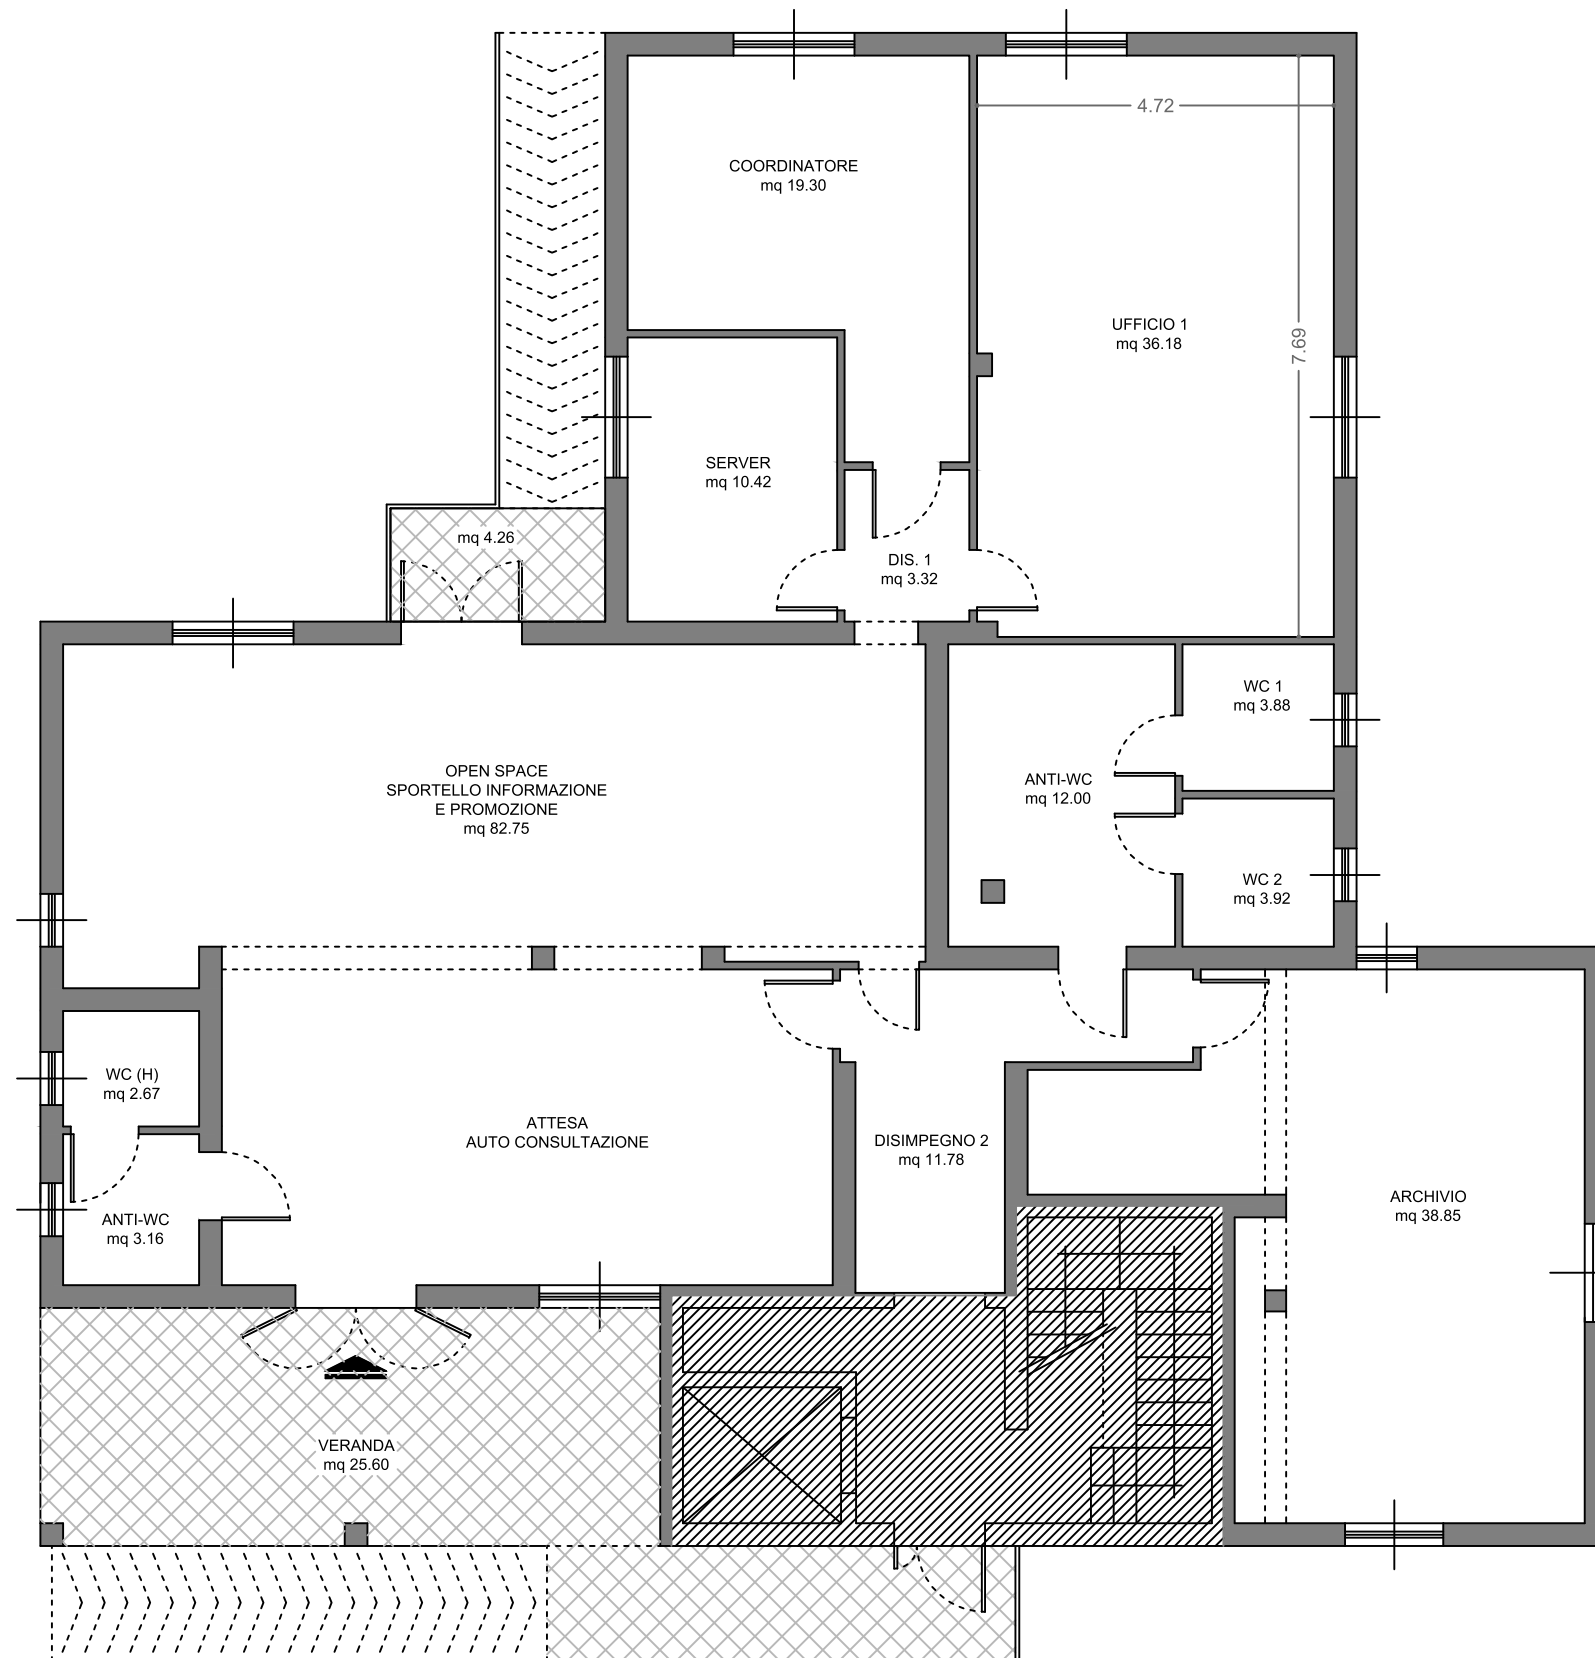 4.72
COORDINATORE
mq 19.30
UFFICIO 1
mq 36.18
7.69
SERVER
mq 10.42
mq 4.26
DIS. 1
mq 3.32
WC 1
mq 3.88
OPEN SPACE
SPORTELLO INFORMAZIONE
E PROMOZIONE
mq 82.75
ANTI-WC
mq 12.00
WC 2
mq 3.92
WC (H)
mq 2.67
ATTESA
AUTO CONSULTAZIONE
DISIMPEGNO 2
mq 11.78
ARCHIVIO
mq 38.85
ANTI-WC
mq 3.16
VERANDA
mq 25.60